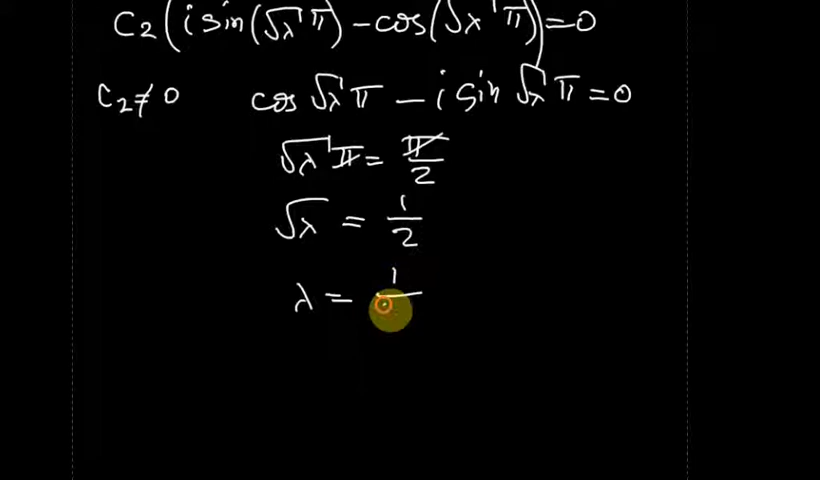 C₂(i sin(√λ π) - cos(√λ π)) = 0
C₂ ≠ 0 cos √λ π - i sin √λ π = 0
√λ π = π/2
√λ = 1/2
λ = 1/